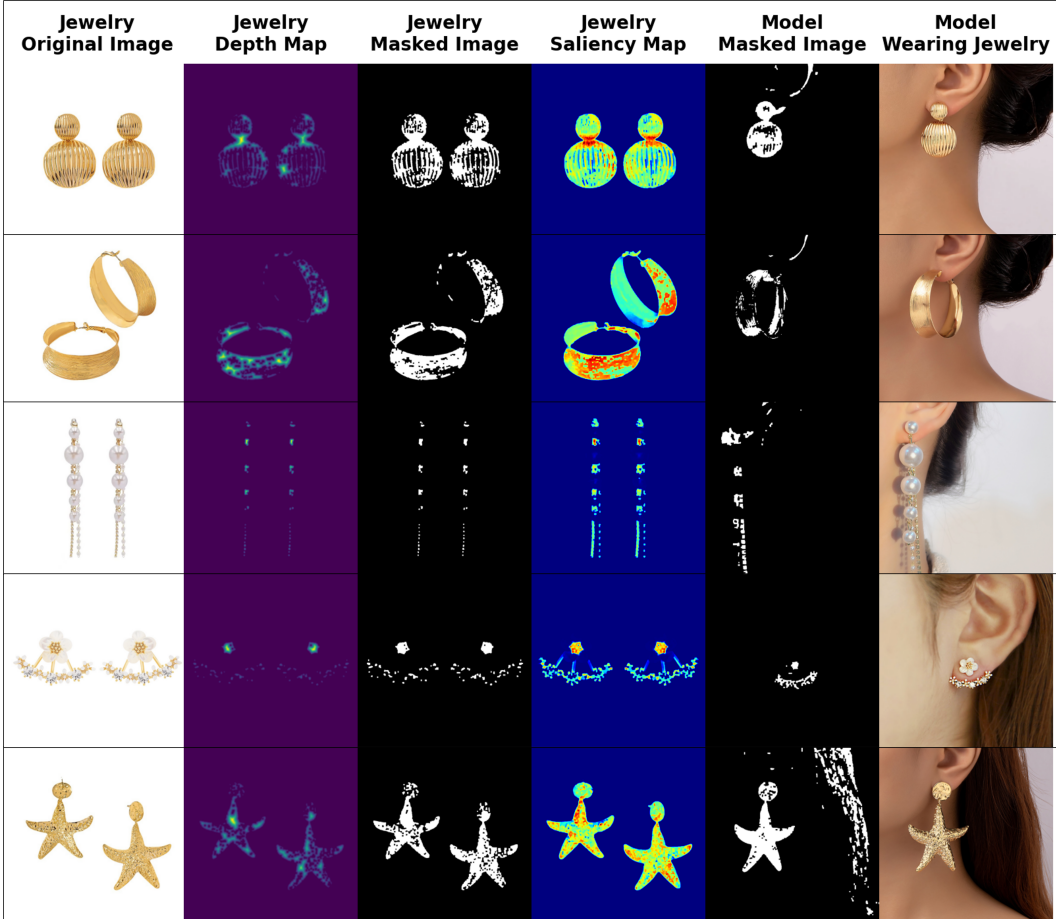 Jewelry
Original Image
Jewelry
Depth Map
Jewelry
Masked Image
Jewelry
Saliency Map
Model
Masked Image
Model
Wearing Jewelry